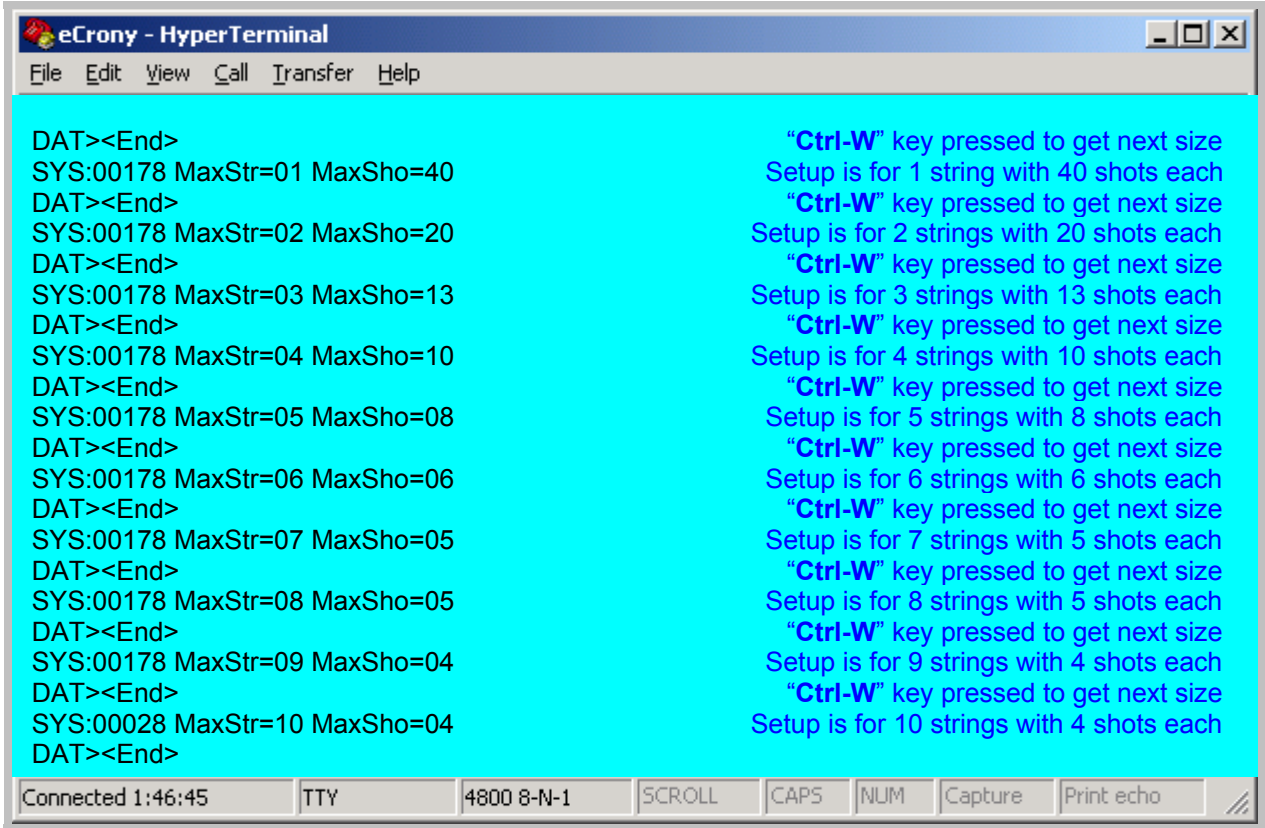 eCrony - HyperTerminal
File Edit View Call Transfer Help
DAT><End> “Ctrl-W” key pressed to get next size
SYS:00178 MaxStr=01 MaxSho=40 Setup is for 1 string with 40 shots each
DAT><End> “Ctrl-W” key pressed to get next size
SYS:00178 MaxStr=02 MaxSho=20 Setup is for 2 strings with 20 shots each
DAT><End> “Ctrl-W” key pressed to get next size
SYS:00178 MaxStr=03 MaxSho=13 Setup is for 3 strings with 13 shots each
DAT><End> “Ctrl-W” key pressed to get next size
SYS:00178 MaxStr=04 MaxSho=10 Setup is for 4 strings with 10 shots each
DAT><End> “Ctrl-W” key pressed to get next size
SYS:00178 MaxStr=05 MaxSho=08 Setup is for 5 strings with 8 shots each
DAT><End> “Ctrl-W” key pressed to get next size
SYS:00178 MaxStr=06 MaxSho=06 Setup is for 6 strings with 6 shots each
DAT><End> “Ctrl-W” key pressed to get next size
SYS:00178 MaxStr=07 MaxSho=05 Setup is for 7 strings with 5 shots each
DAT><End> “Ctrl-W” key pressed to get next size
SYS:00178 MaxStr=08 MaxSho=05 Setup is for 8 strings with 5 shots each
DAT><End> “Ctrl-W” key pressed to get next size
SYS:00178 MaxStr=09 MaxSho=04 Setup is for 9 strings with 4 shots each
DAT><End> “Ctrl-W” key pressed to get next size
SYS:00028 MaxStr=10 MaxSho=04 Setup is for 10 strings with 4 shots each
DAT><End>
Connected 1:46:45 TTY 4800 8-N-1 SCROLL CAPS NUM Capture Print echo